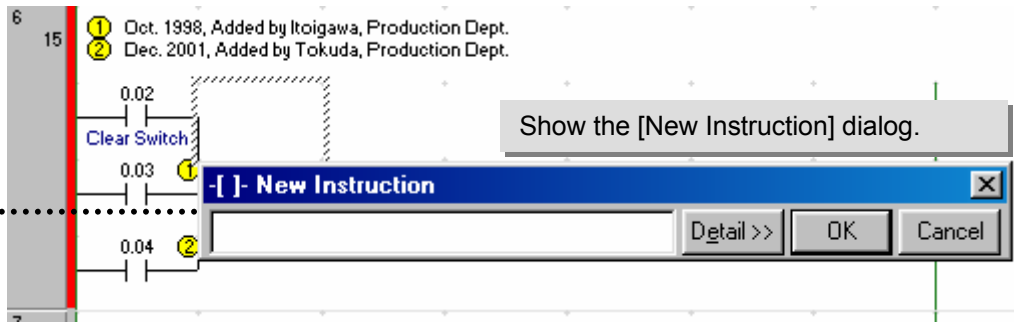 6
15
1 Oct. 1998, Added by Itoigawa, Production Dept.
2 Dec. 2001, Added by Tokuda, Production Dept.
0.02
Clear Switch
Show the [New Instruction] dialog.
0.03 1
-[ ]- New Instruction
Detail >> OK Cancel
0.04 2
7